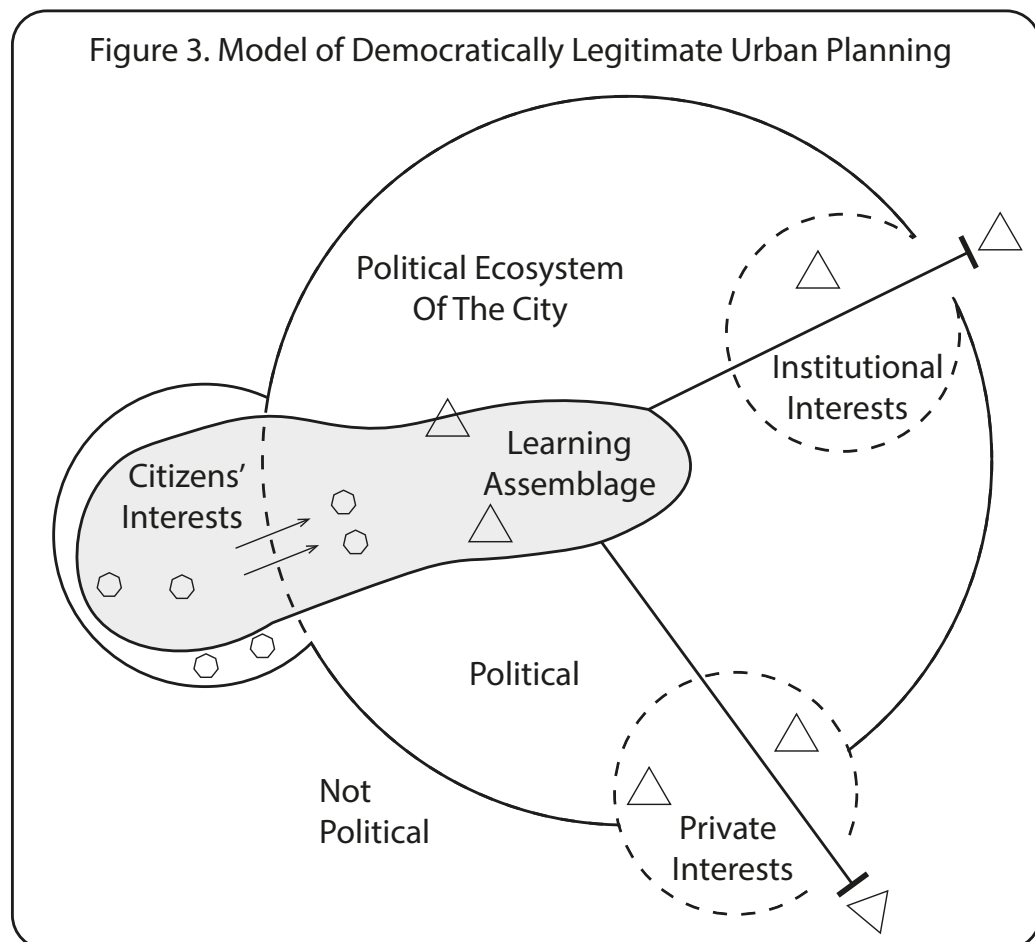 Figure 3. Model of Democratically Legitimate Urban Planning
Political Ecosystem
Of The City
Institutional
Interests
Learning
Assemblage
Citizens’
Interests
Political
Not
Political
Private
Interests